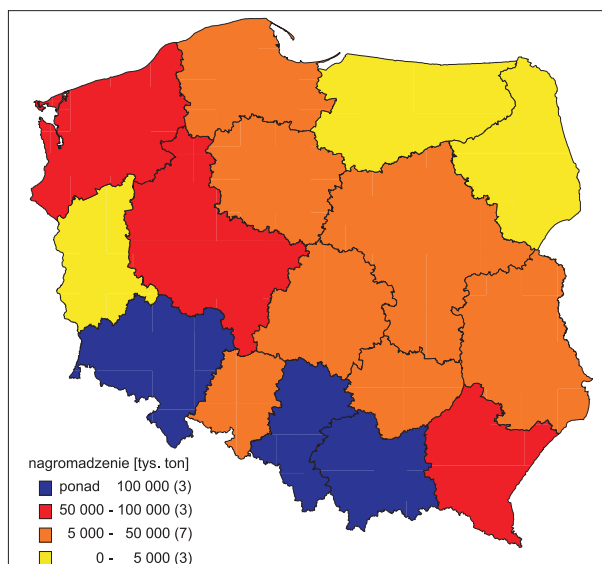 nagromadzenie [tys. ton]
ponad 100 000 (3)
50 000 - 100 000 (3)
5 000 - 50 000 (7)
0 - 5 000 (3)